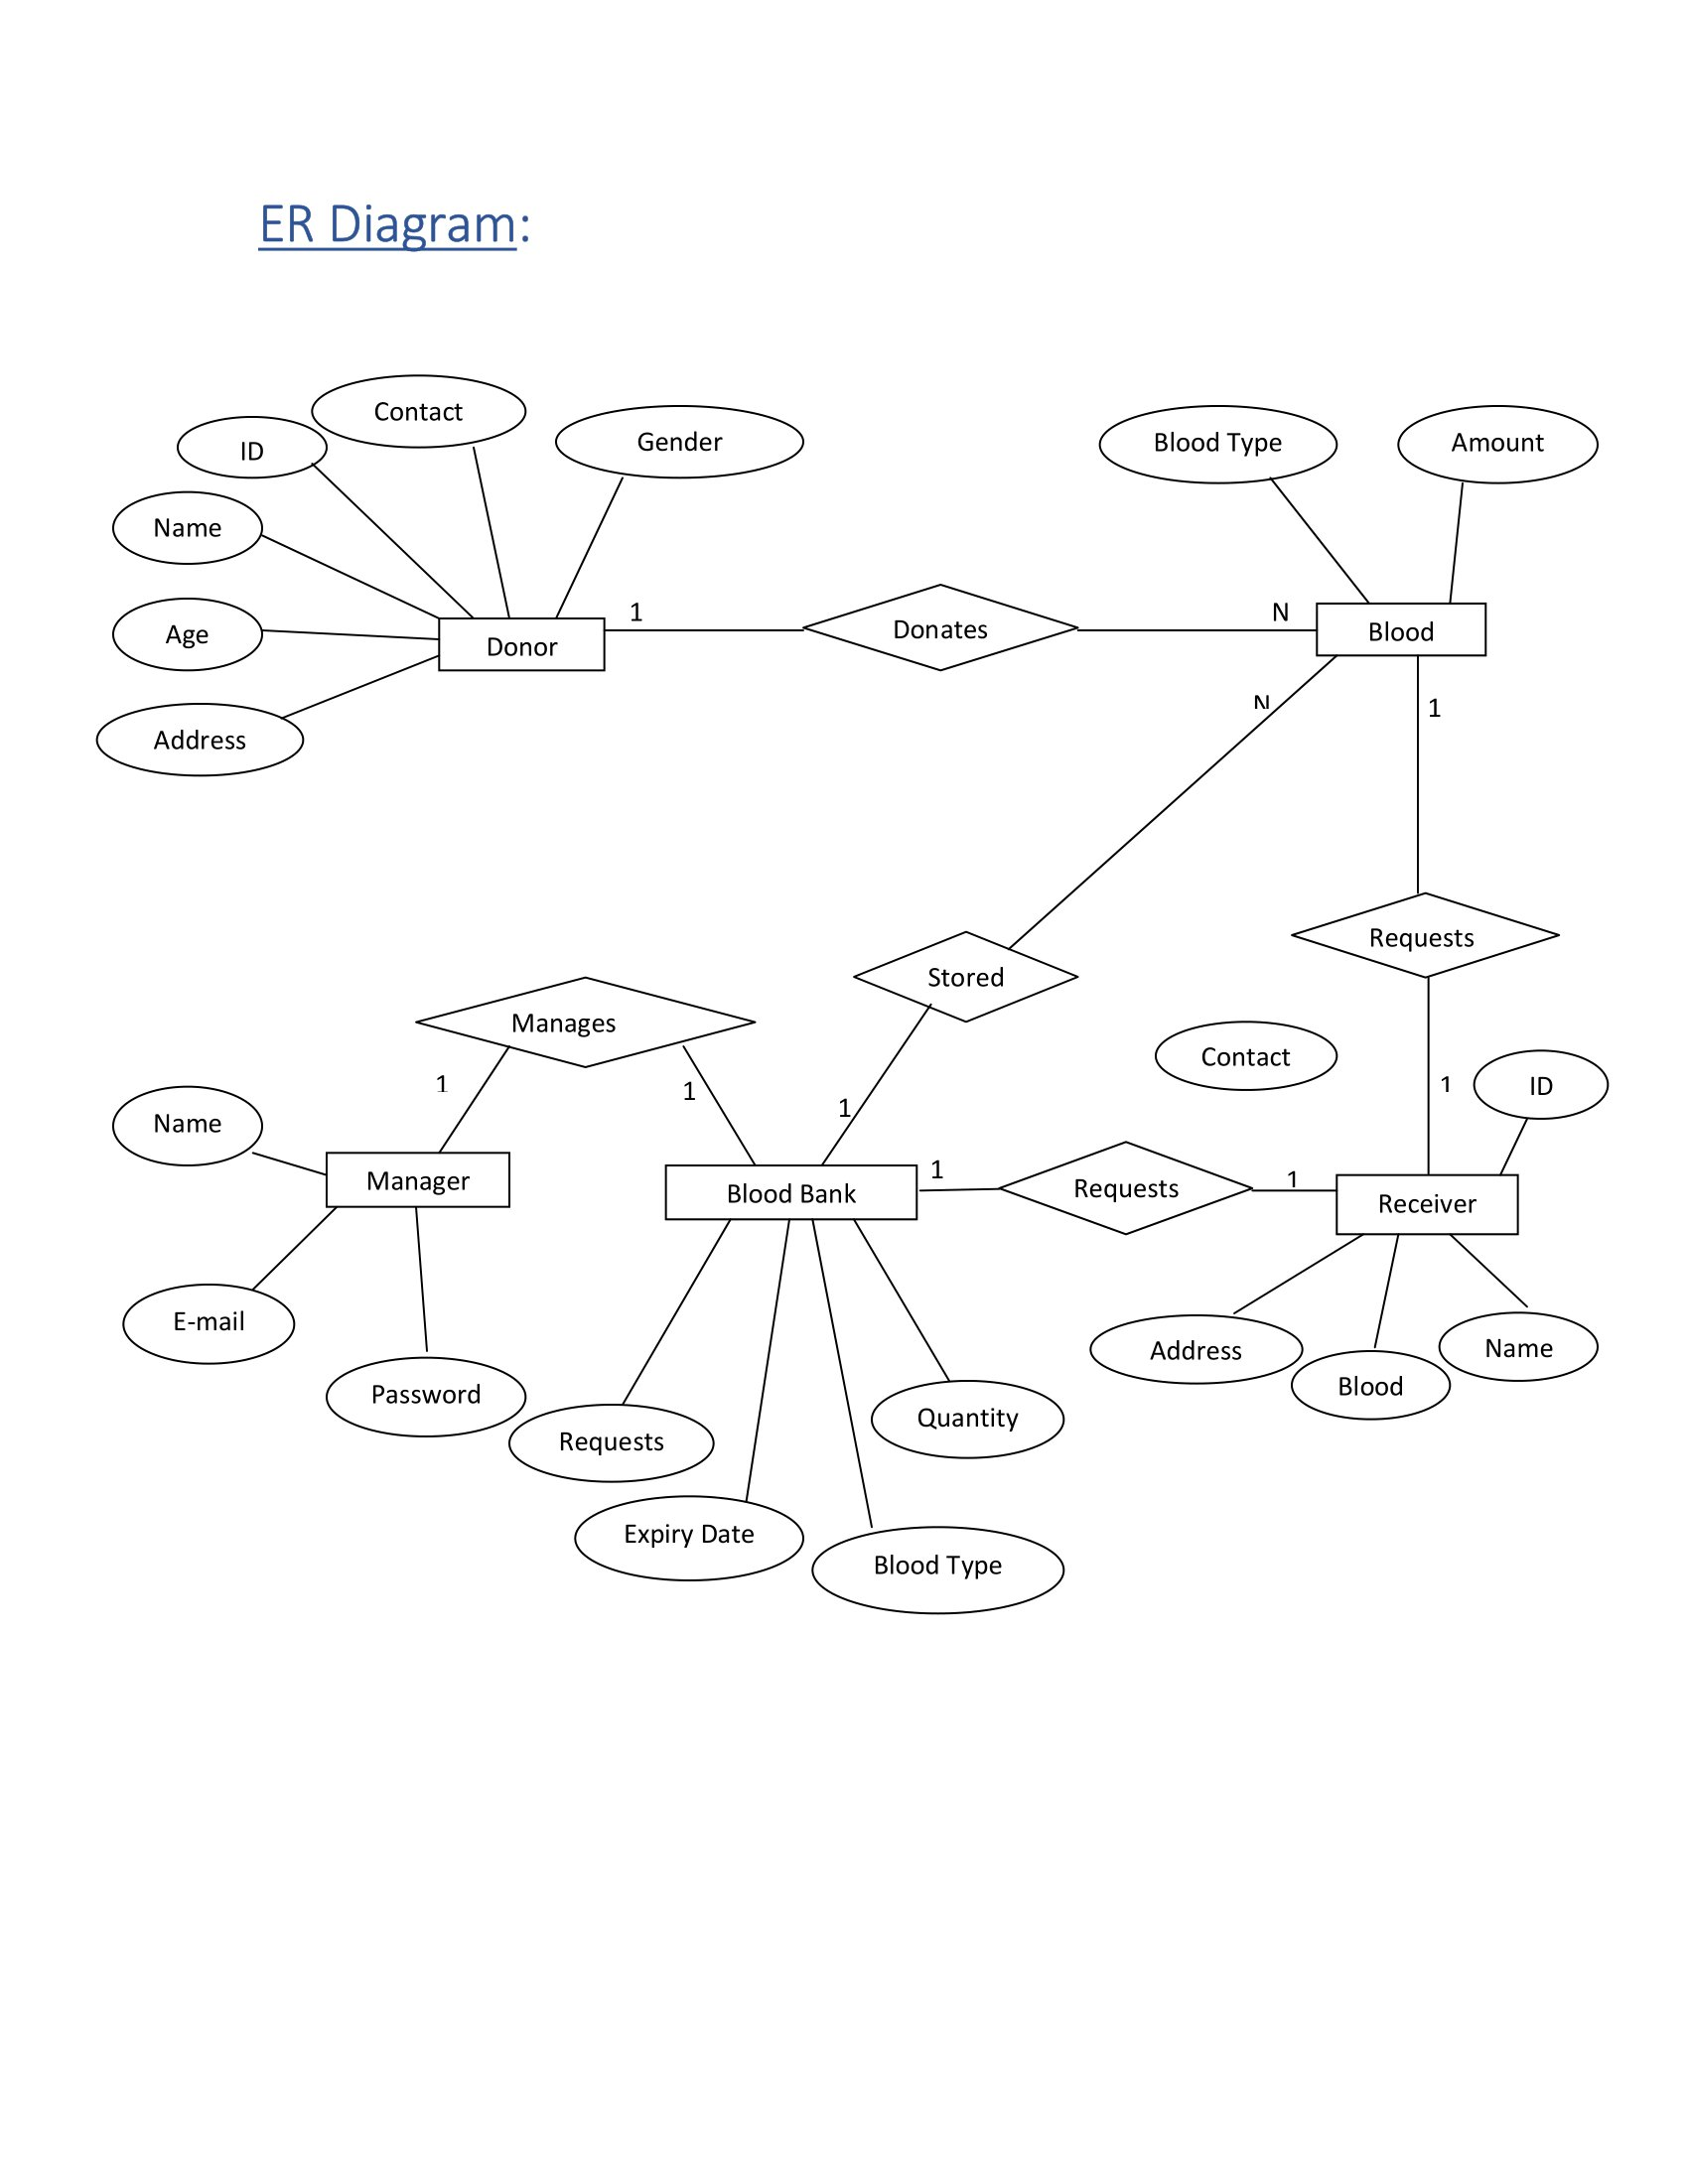 ER Diagram:
Contact
ID
Gender
Blood Type
Amount
Name
Age
Donor
1
Donates
N
Blood
Address
N
1
Requests
Stored
Manages
Contact
1
1
1
1
ID
Name
Manager
Blood Bank
1
Requests
1
Receiver
E-mail
Password
Address
Blood
Name
Requests
Quantity
Expiry Date
Blood Type